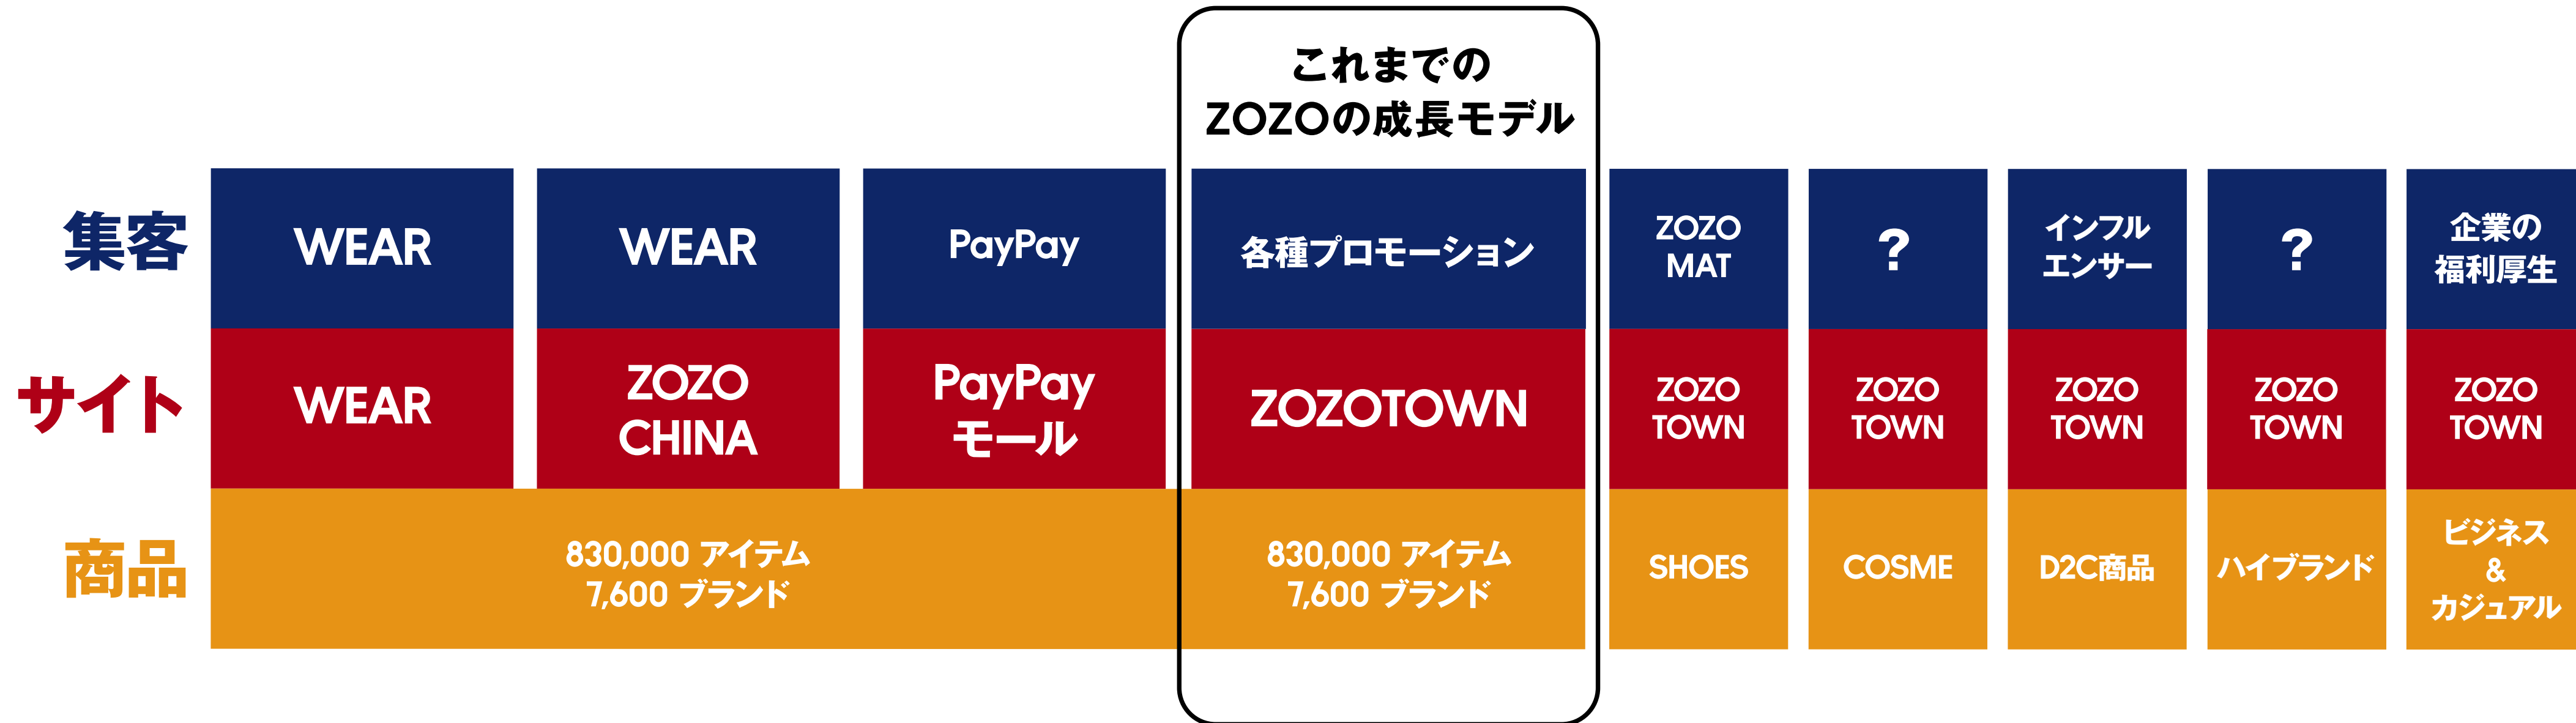 これまでの
ZOZOの成長モデル
集客
WEAR
WEAR
PayPay
各種プロモーション
ZOZO
MAT
?
インフル
エンサー
?
企業の
福利厚生
サイト
WEAR
ZOZO
CHINA
PayPay
モール
ZOZOTOWN
ZOZO
TOWN
ZOZO
TOWN
ZOZO
TOWN
ZOZO
TOWN
ZOZO
TOWN
商品
830,000 アイテム
7,600 ブランド
830,000 アイテム
7,600 ブランド
SHOES
COSME
D2C商品
ハイブランド
ビジネス
&
カジュアル